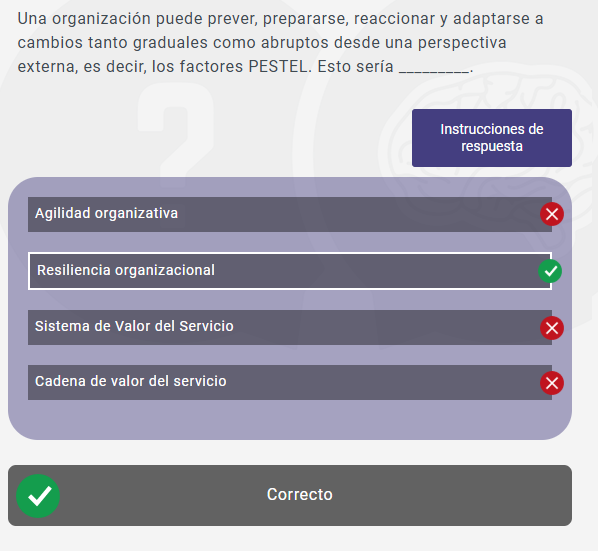 Una organización puede prever, prepararse, reaccionar y adaptarse a
cambios tanto graduales como abruptos desde una perspectiva
externa, es decir, los factores PESTEL. Esto sería _________.
Instrucciones de
respuesta
Agilidad organizativa
Resiliencia organizacional
Sistema de Valor del Servicio
Cadena de valor del servicio
Correcto